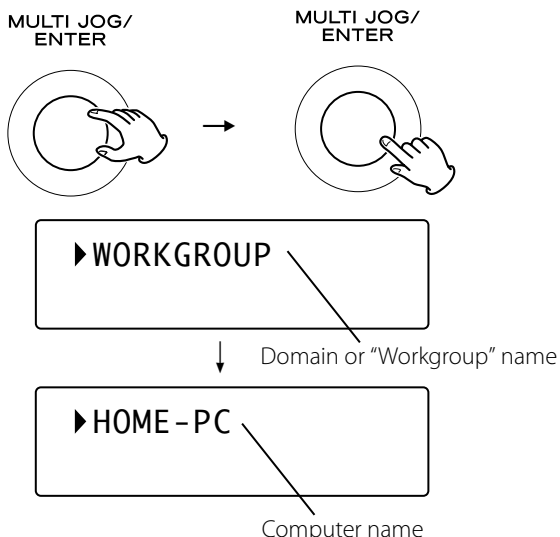 MULTI JOG/
ENTER
MULTI JOG/
ENTER
WORKGROUP
Domain or “Workgroup” name
HOME-PC
Computer name